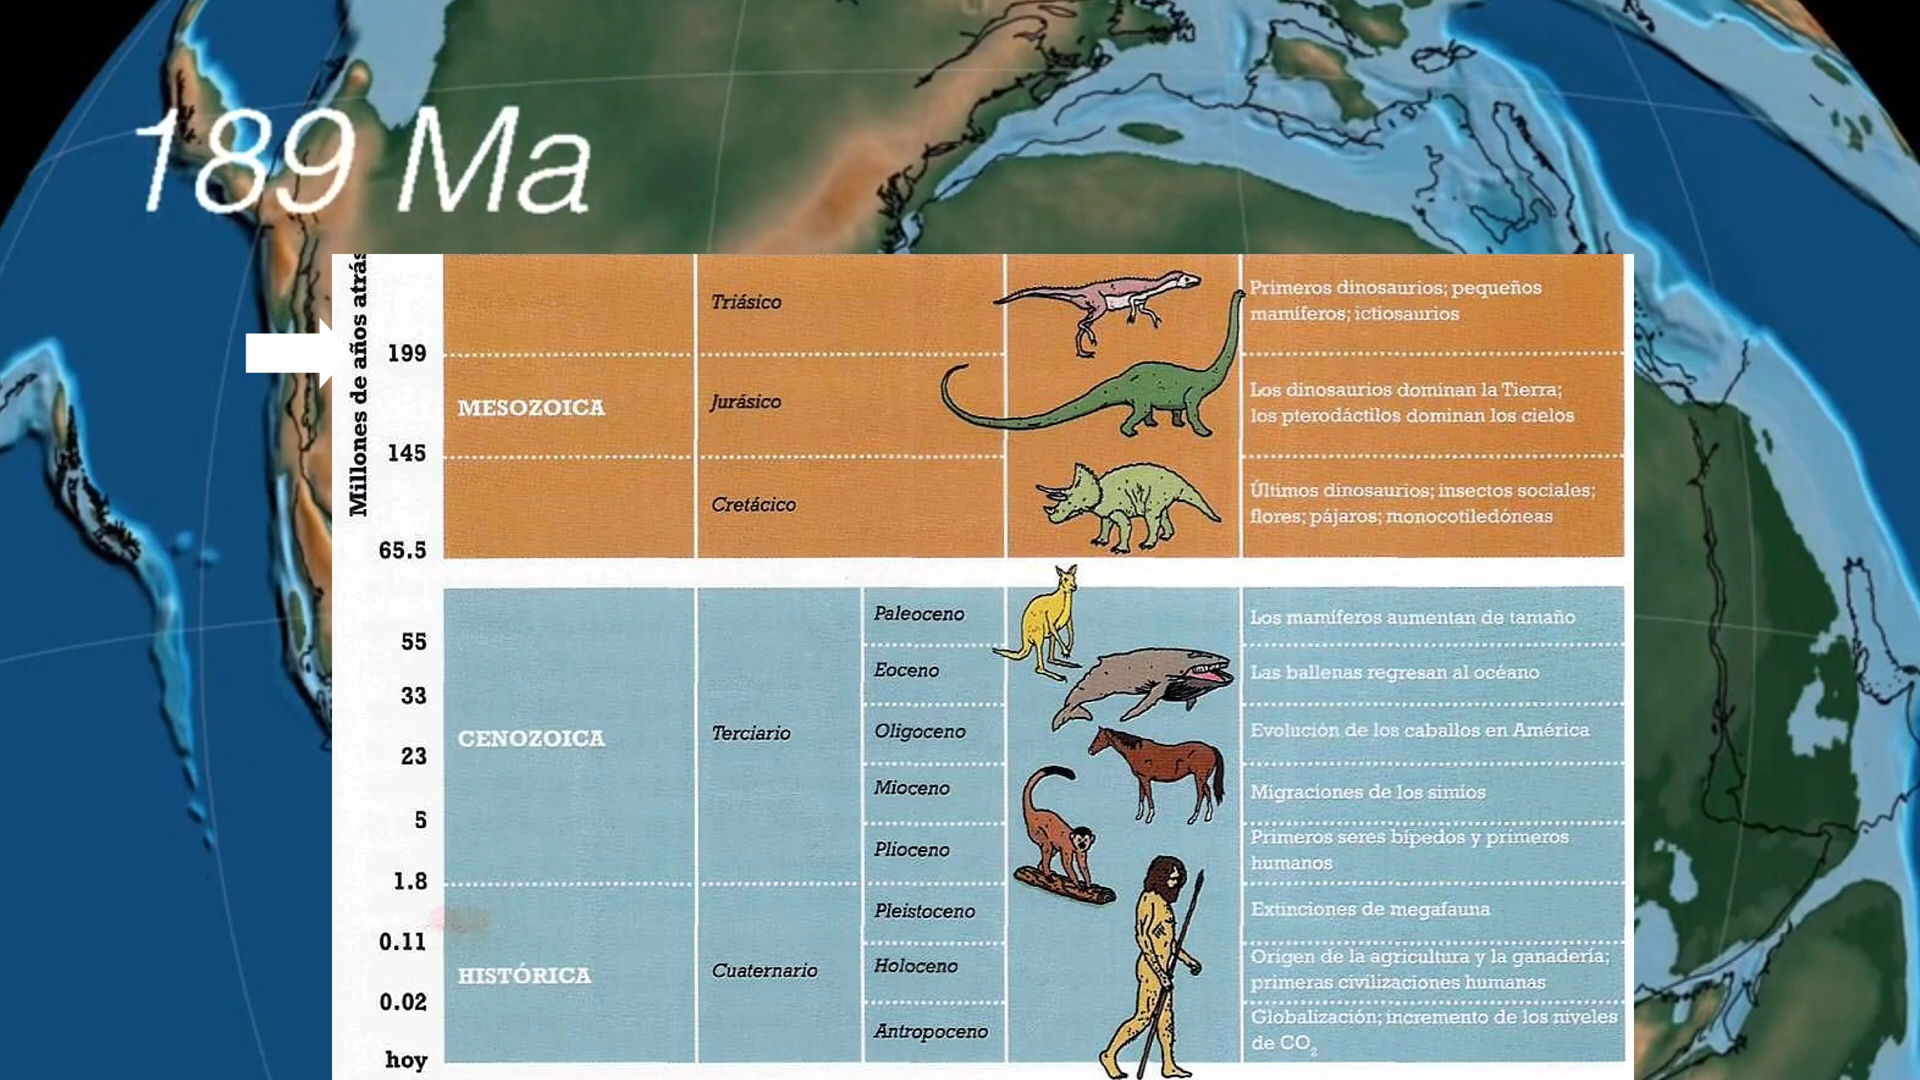 189 Ma
Millones de años atrás
Triásico
Primeros dinosaurios; pequeños
mamíferos; ictiosaurios
199
MESOZOICA
Jurásico
Los dinosaurios dominan la Tierra;
los pterodáctilos dominan los cielos
145
Cretácico
Últimos dinosaurios; insectos sociales;
flores; pájaros; monocotiledóneas
65.5
Paleoceno
Los mamíferos aumentan de tamaño
55
Eoceno
Las ballenas regresan al océano
33
CENOZOICA
Terciario
Oligoceno
Evolución de los caballos en América
23
Mioceno
Migraciones de los simios
5
Plioceno
Primeros seres bípedos y primeros
humanos
1.8
Pleistoceno
Extinciones de megafauna
0.11
HISTÓRICA
Cuaternario
Holoceno
Origen de la agricultura y la ganadería;
primeras civilizaciones humanas
0.02
Antropoceno
Globalización; incremento de los niveles
de CO₂
hoy